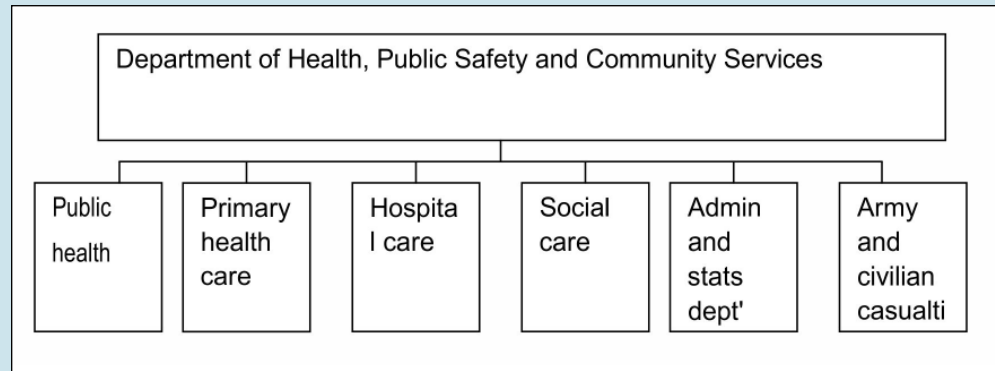 Department of Health, Public Safety and Community Services
Public
health
Primary
health
care
Hospita
l care
Social
care
Admin
and
stats
dept'
Army
and
civilian
casualti